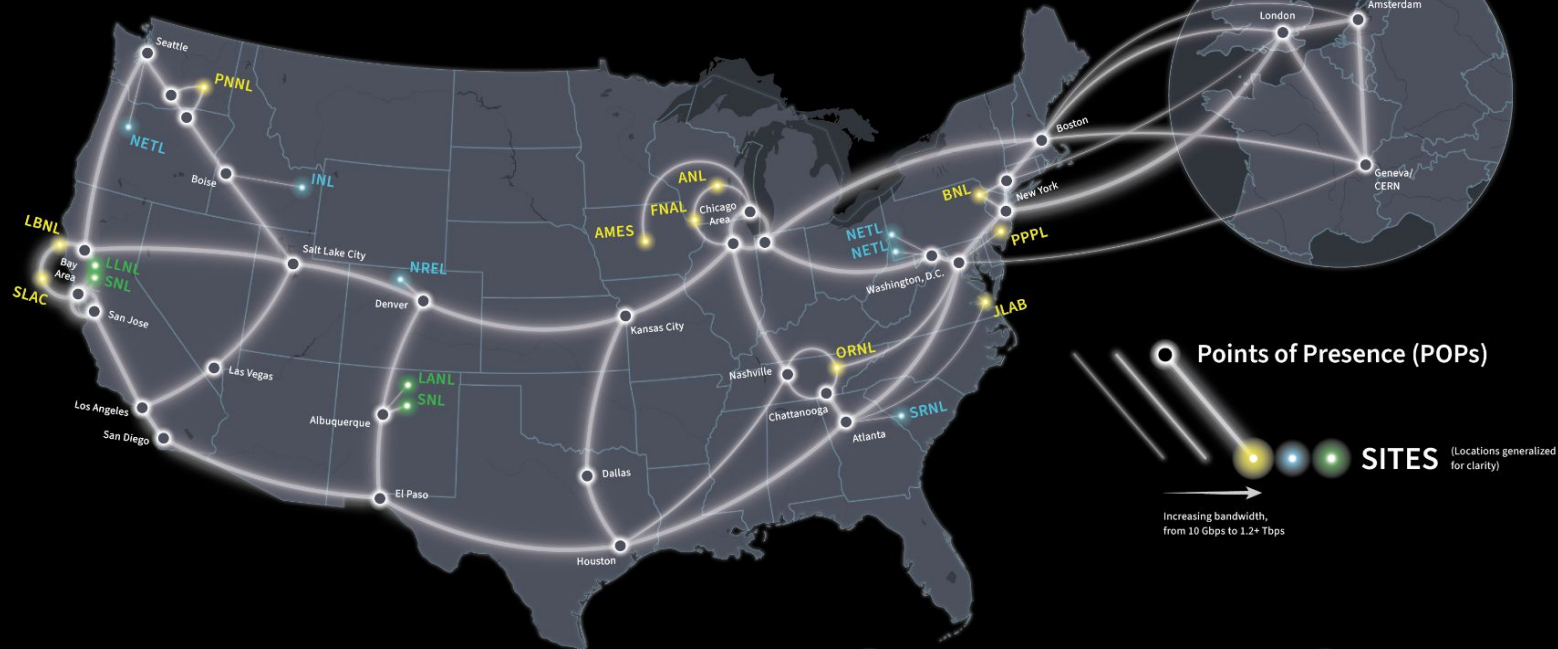 Amsterdam
London
Seattle
PNNL
Boston
NETL
Geneva/
CERN
ANL
INL
Boise
BNL
New York
FNAL
Chicago
Area
LBNL
AMES
NETL
NETL
PPPL
Salt Lake City
Bay
Area
LLNL
SNL
NREL
Washington, D.C.
SLAC
Denver
JLAB
San Jose
Kansas City
ORNL
Points of Presence (POPs)
Las Vegas
LANL
SNL
Nashville
Los Angeles
Albuquerque
Chattanooga
SRNL
San Diego
Atlanta
SITES
(Locations generalized
for clarity)
Dallas
El Paso
Increasing bandwidth,
from 10 Gbps to 1.2+ Tbps
Houston